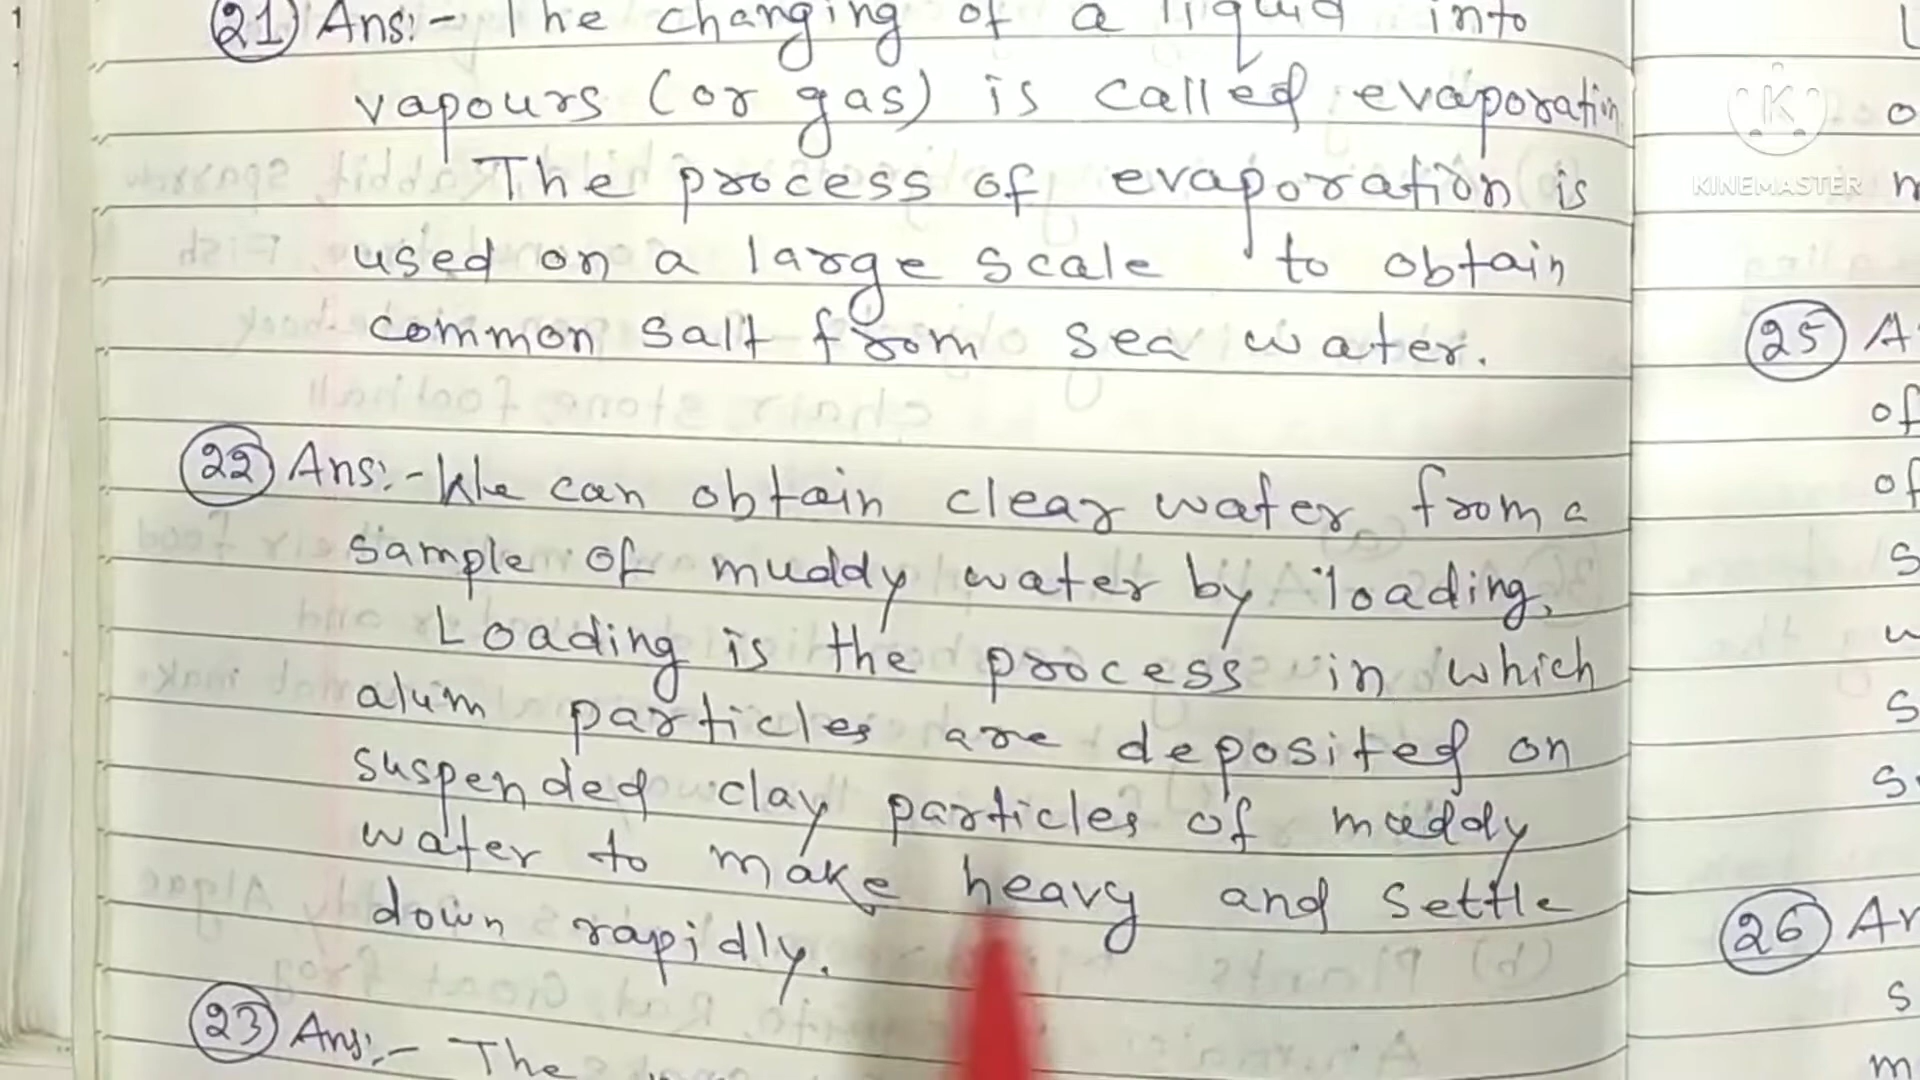 21 Ans:- The changing of a liquid into
vapours (or gas) is called evaporation
The process of evaporation is
used on a large scale to obtain
common salt from sea water.
22 Ans:- We can obtain clear water from a
sample of muddy water by loading,
Loading is the process in which
alum particles are deposited on
suspended clay particles of muddy
water to make heavy and settle
down rapidly.
23 Ans:- The
25 A
of
of
26 An
KINEMASTER